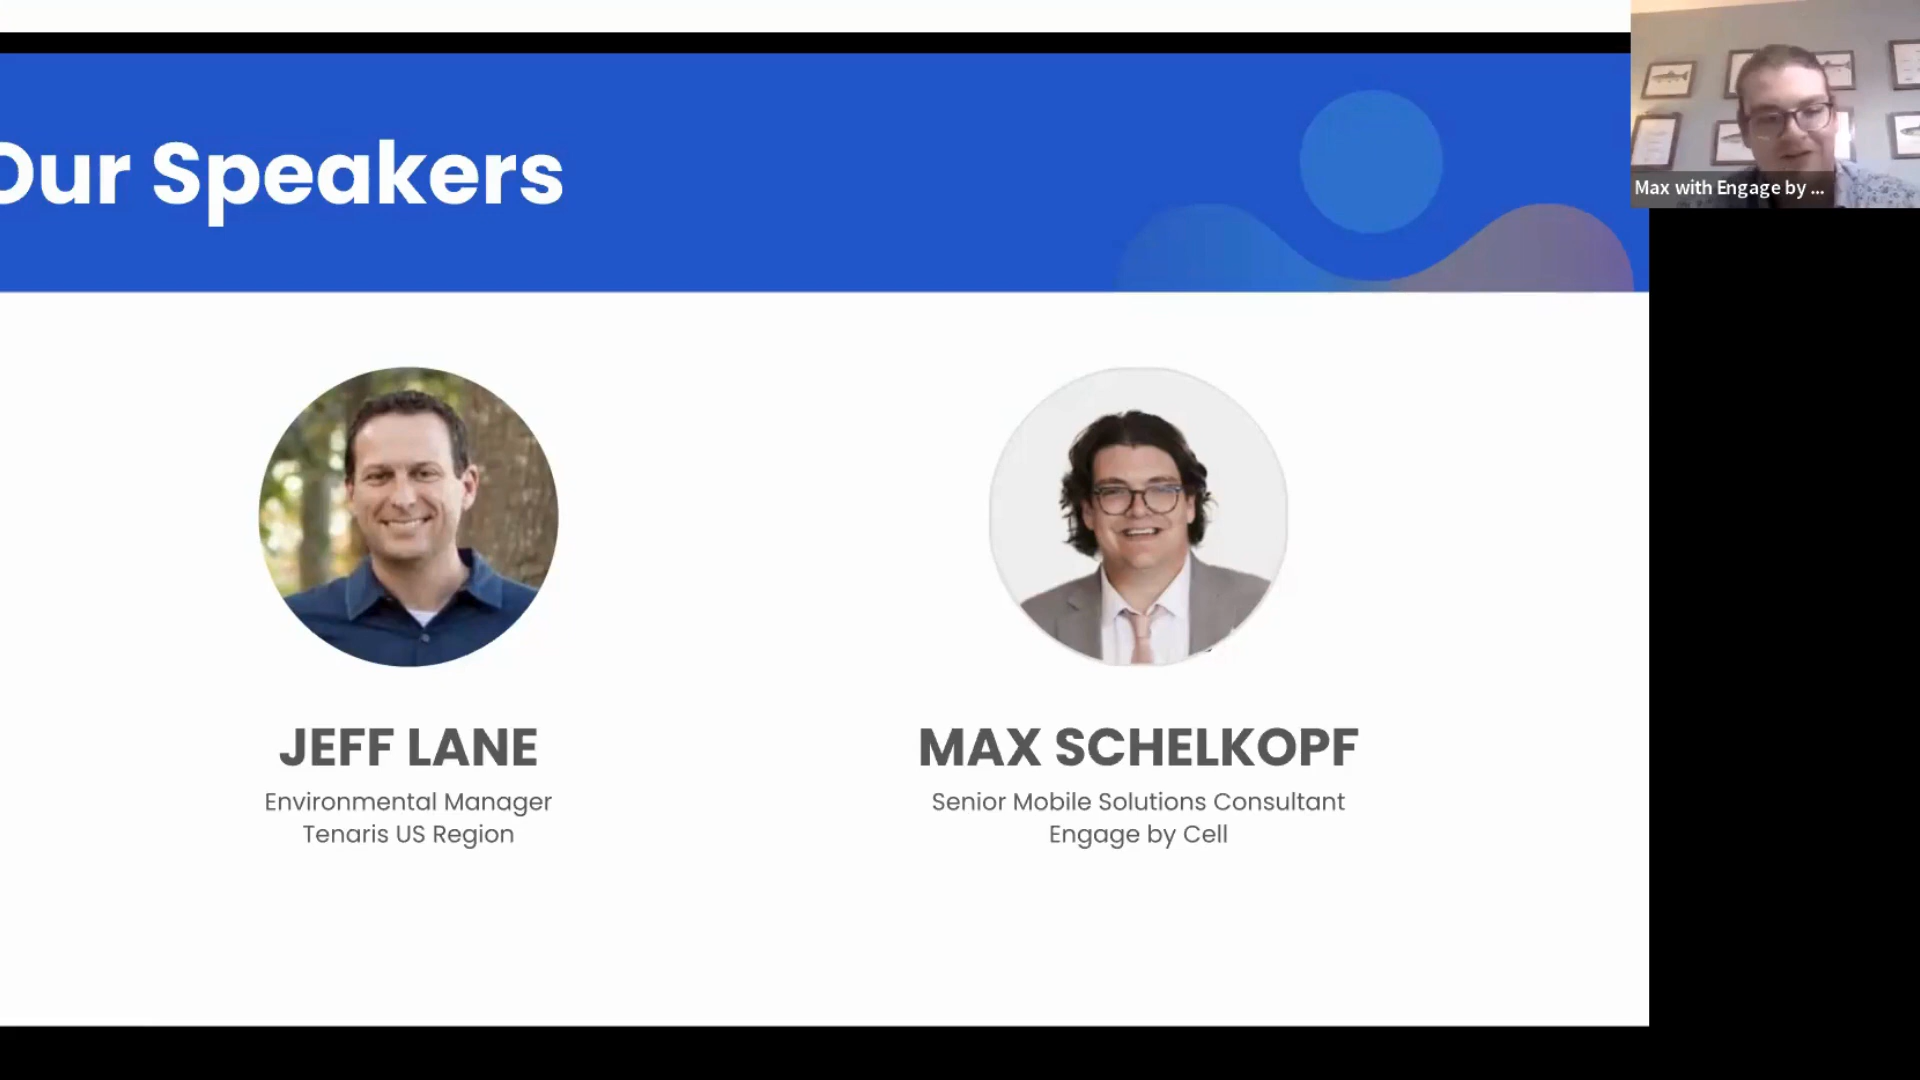 Our Speakers
Max with Engage by ...
JEFF LANE
Environmental Manager
Tenaris US Region
MAX SCHELKOPF
Senior Mobile Solutions Consultant
Engage by Cell